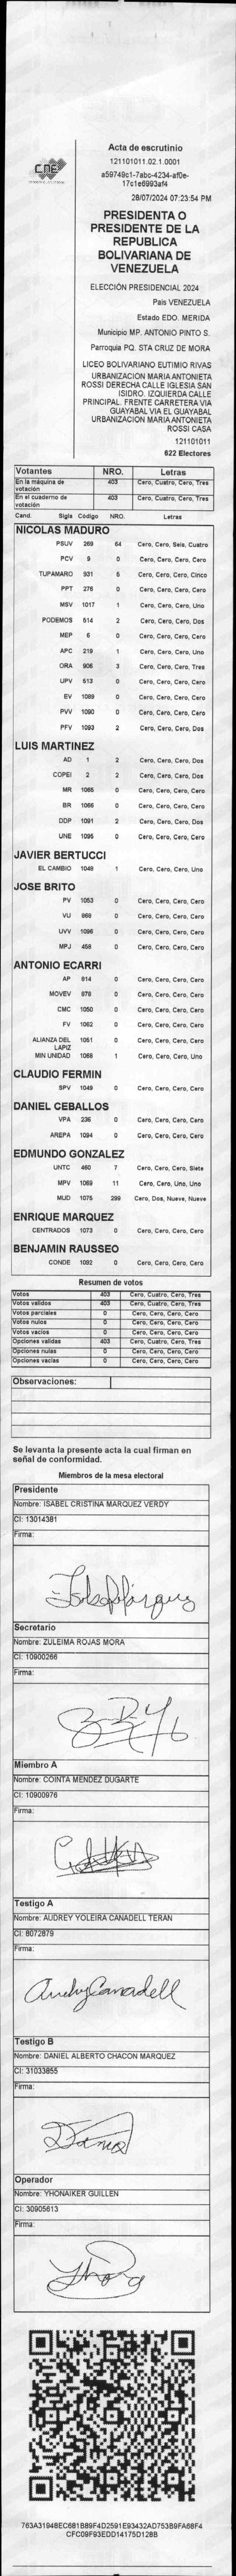 CNE
Acta de escrutinio
121101011.02.1.0001
a59749c1-7abc-4234-af0e-
17c1e6993af4
28/07/2024 07:23:54 PM
PRESIDENTA O
PRESIDENTE DE LA
REPUBLICA
BOLIVARIANA DE
VENEZUELA
ELECCIÓN PRESIDENCIAL 2024
País VENEZUELA
Estado EDO. MERIDA
Municipio MP. ANTONIO PINTO S.
Parroquia PQ. STA CRUZ DE MORA
LICEO BOLIVARIANO EUTIMIO RIVAS
URBANIZACION MARIA ANTONIETA
ROSSI DERECHA CALLE IGLESIA SAN
ISIDRO. IZQUIERDA CALLE
PRINCIPAL. FRENTE CARRETERA VIA
GUAYABAL VIA EL GUAYABAL
URBANIZACION MARIA ANTONIETA
ROSSI CASA
121101011
622 Electores
Votantes NRO. Letras
En la máquina de votación 403 Cero, Cuatro, Cero, Tres
En el cuaderno de votación 403 Cero, Cuatro, Cero, Tres
Cand. Sigla Código NRO. Letras
NICOLAS MADURO
PSUV 269 64 Cero, Cero, Seis, Cuatro
PCV 9 0 Cero, Cero, Cero, Cero
TUPAMARO 931 5 Cero, Cero, Cero, Cinco
PPT 276 0 Cero, Cero, Cero, Cero
MSV 1017 1 Cero, Cero, Cero, Uno
PODEMOS 514 2 Cero, Cero, Cero, Dos
MEP 6 0 Cero, Cero, Cero, Cero
APC 219 1 Cero, Cero, Cero, Uno
ORA 906 3 Cero, Cero, Cero, Tres
UPV 513 0 Cero, Cero, Cero, Cero
EV 1089 0 Cero, Cero, Cero, Cero
PVV 1090 0 Cero, Cero, Cero, Cero
PFV 1093 2 Cero, Cero, Cero, Dos
LUIS MARTINEZ
AD 1 2 Cero, Cero, Cero, Dos
COPEI 2 2 Cero, Cero, Cero, Dos
MR 1065 0 Cero, Cero, Cero, Cero
BR 1066 0 Cero, Cero, Cero, Cero
DDP 1091 2 Cero, Cero, Cero, Dos
UNE 1095 0 Cero, Cero, Cero, Cero
JAVIER BERTUCCI
EL CAMBIO 1048 1 Cero, Cero, Cero, Uno
JOSE BRITO
PV 1053 0 Cero, Cero, Cero, Cero
VU 868 0 Cero, Cero, Cero, Cero
UVV 1096 0 Cero, Cero, Cero, Cero
MPJ 458 0 Cero, Cero, Cero, Cero
ANTONIO ECARRI
AP 814 0 Cero, Cero, Cero, Cero
MOVEV 878 0 Cero, Cero, Cero, Cero
CMC 1050 0 Cero, Cero, Cero, Cero
FV 1062 0 Cero, Cero, Cero, Cero
ALIANZA DEL LAPIZ 1051 0 Cero, Cero, Cero, Cero
MIN UNIDAD 1068 1 Cero, Cero, Cero, Uno
CLAUDIO FERMIN
SPV 1049 0 Cero, Cero, Cero, Cero
DANIEL CEBALLOS
VPA 236 0 Cero, Cero, Cero, Cero
AREPA 1094 0 Cero, Cero, Cero, Cero
EDMUNDO GONZALEZ
UNTC 460 7 Cero, Cero, Cero, Siete
MPV 1069 11 Cero, Cero, Uno, Uno
MUD 1075 299 Cero, Dos, Nueve, Nueve
ENRIQUE MARQUEZ
CENTRADOS 1073 0 Cero, Cero, Cero, Cero
BENJAMIN RAUSSEO
CONDE 1092 0 Cero, Cero, Cero, Cero
Resumen de votos
Votos 403 Cero, Cuatro, Cero, Tres
Votos validos 403 Cero, Cuatro, Cero, Tres
Votos parciales 0 Cero, Cero, Cero, Cero
Votos nulos 0 Cero, Cero, Cero, Cero
Votos vacios 0 Cero, Cero, Cero, Cero
Opciones validas 403 Cero, Cuatro, Cero, Tres
Opciones nulas 0 Cero, Cero, Cero, Cero
Opciones vacias 0 Cero, Cero, Cero, Cero
Observaciones:
Se levanta la presente acta la cual firman en
señal de conformidad.
Miembros de la mesa electoral
Presidente
Nombre: ISABEL CRISTINA MARQUEZ VERDY
CI: 13014381
Firma:
Secretario
Nombre: ZULEIMA ROJAS MORA
CI: 10900266
Firma:
Miembro A
Nombre: COINTA MENDEZ DUGARTE
CI: 10900976
Firma:
Testigo A
Nombre: AUDREY YOLEIRA CANADELL TERAN
CI: 8072879
Firma:
Audry Canadell
Testigo B
Nombre: DANIEL ALBERTO CHACON MARQUEZ
CI: 31033855
Firma:
Operador
Nombre: YHONAIKER GUILLEN
CI: 30905613
Firma:
763A31948EC681B89F4D2591E93432AD753B9FA68F4
CFC09F93EDD14175D128B